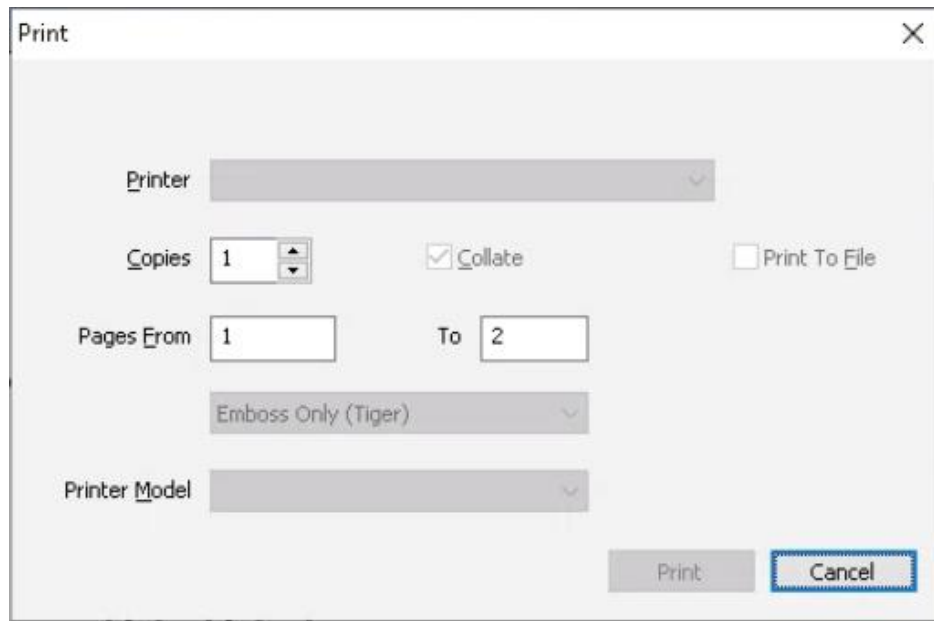 Print
Printer
Copies 1 Collate Print To File
Pages From 1 To 2
Emboss Only (Tiger)
Printer Model
Print Cancel